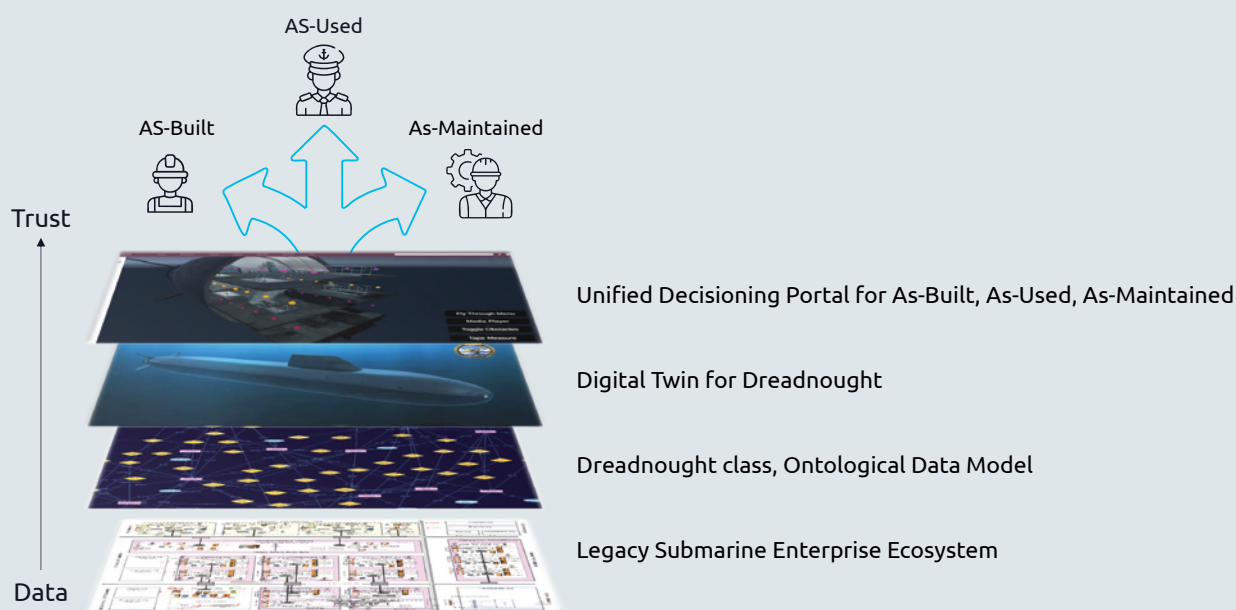 AS-Used
AS-Built
As-Maintained
Trust
Fly Through Menu
Media Player
Toggle Obstacles
Tape Measure
Unified Decisioning Portal for As-Built, As-Used, As-Maintained
Digital Twin for Dreadnought
Dreadnought class, Ontological Data Model
Legacy Submarine Enterprise Ecosystem
Data